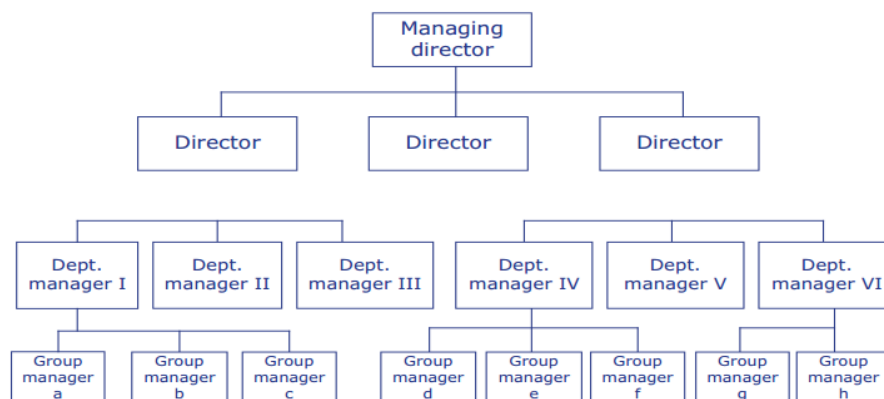 Managing
director
Director
Director
Director
Dept.
manager I
Dept.
manager II
Dept.
manager III
Dept.
manager IV
Dept.
manager V
Dept.
manager VI
Group
manager
a
Group
manager
b
Group
manager
c
Group
manager
d
Group
manager
e
Group
manager
f
Group
manager
g
Group
manager
h